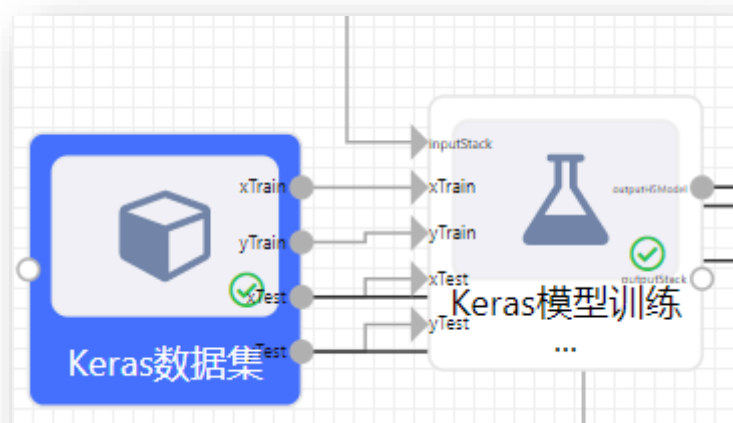 inputStack
xTrain
yTrain
xTest
Test
Keras数据集
xTrain
yTrain
xTest
yTest
outputH5Model
outputStack
Keras模型训练
...